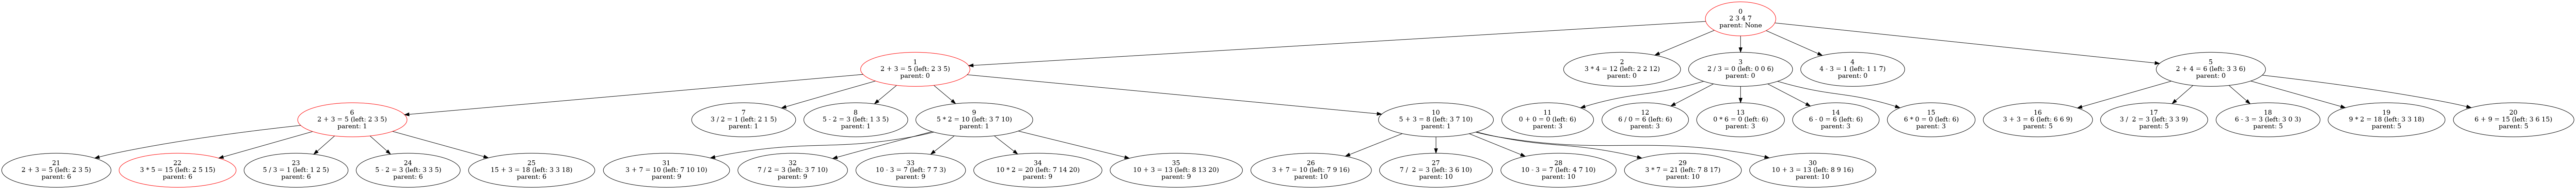 0
2 3 4 7
parent: None
1
2 + 3 = 5 (left: 2 3 5)
parent: 0
2
3 * 4 = 12 (left: 2 2 12)
parent: 0
3
2 / 3 = 0 (left: 0 0 6)
parent: 0
4
4 - 3 = 1 (left: 1 1 7)
parent: 0
5
2 + 4 = 6 (left: 3 3 6)
parent: 0
6
2 + 3 = 5 (left: 2 3 5)
parent: 1
7
3 / 2 = 1 (left: 2 1 5)
parent: 1
8
5 - 2 = 3 (left: 1 3 5)
parent: 1
9
5 * 2 = 10 (left: 3 7 10)
parent: 1
10
5 + 3 = 8 (left: 3 7 10)
parent: 1
11
0 + 0 = 0 (left: 6)
parent: 3
12
6 / 0 = 6 (left: 6)
parent: 3
13
0 * 6 = 0 (left: 6)
parent: 3
14
6 - 0 = 6 (left: 6)
parent: 3
15
6 * 0 = 0 (left: 6)
parent: 3
16
3 + 3 = 6 (left: 6 6 9)
parent: 5
17
3 / 2 = 3 (left: 3 3 9)
parent: 5
18
6 - 3 = 3 (left: 3 0 3)
parent: 5
19
9 * 2 = 18 (left: 3 3 18)
parent: 5
20
6 + 9 = 15 (left: 3 6 15)
parent: 5
21
2 + 3 = 5 (left: 2 3 5)
parent: 6
22
3 * 5 = 15 (left: 2 5 15)
parent: 6
23
5 / 3 = 1 (left: 1 2 5)
parent: 6
24
5 - 2 = 3 (left: 3 3 5)
parent: 6
25
15 + 3 = 18 (left: 3 3 18)
parent: 6
31
3 + 7 = 10 (left: 7 10 10)
parent: 9
32
7 / 2 = 3 (left: 3 7 10)
parent: 9
33
10 - 3 = 7 (left: 7 7 3)
parent: 9
34
10 * 2 = 20 (left: 7 14 20)
parent: 9
35
10 + 3 = 13 (left: 8 13 20)
parent: 9
26
3 + 7 = 10 (left: 7 9 16)
parent: 10
27
7 / 2 = 3 (left: 3 6 10)
parent: 10
28
10 - 3 = 7 (left: 4 7 10)
parent: 10
29
3 * 7 = 21 (left: 7 8 17)
parent: 10
30
10 + 3 = 13 (left: 8 9 16)
parent: 10